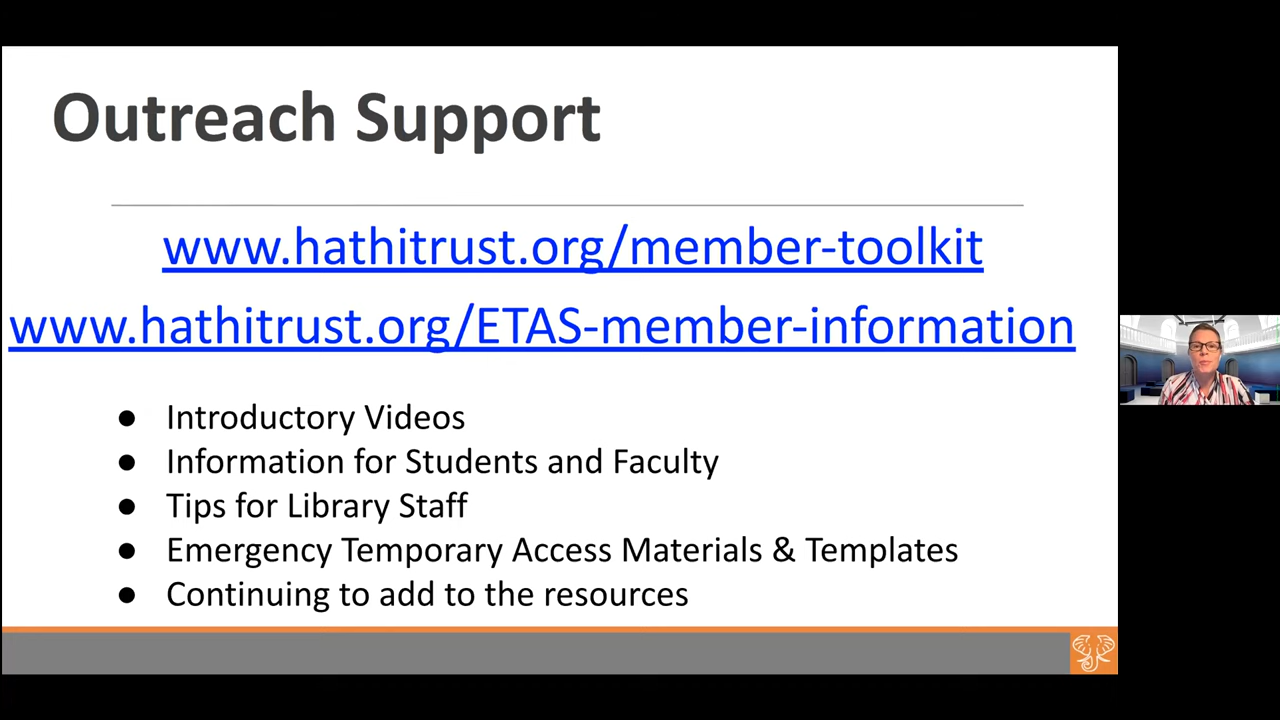 Outreach Support
www.hathitrust.org/member-toolkit
www.hathitrust.org/ETAS-member-information
● Introductory Videos
● Information for Students and Faculty
● Tips for Library Staff
● Emergency Temporary Access Materials & Templates
● Continuing to add to the resources